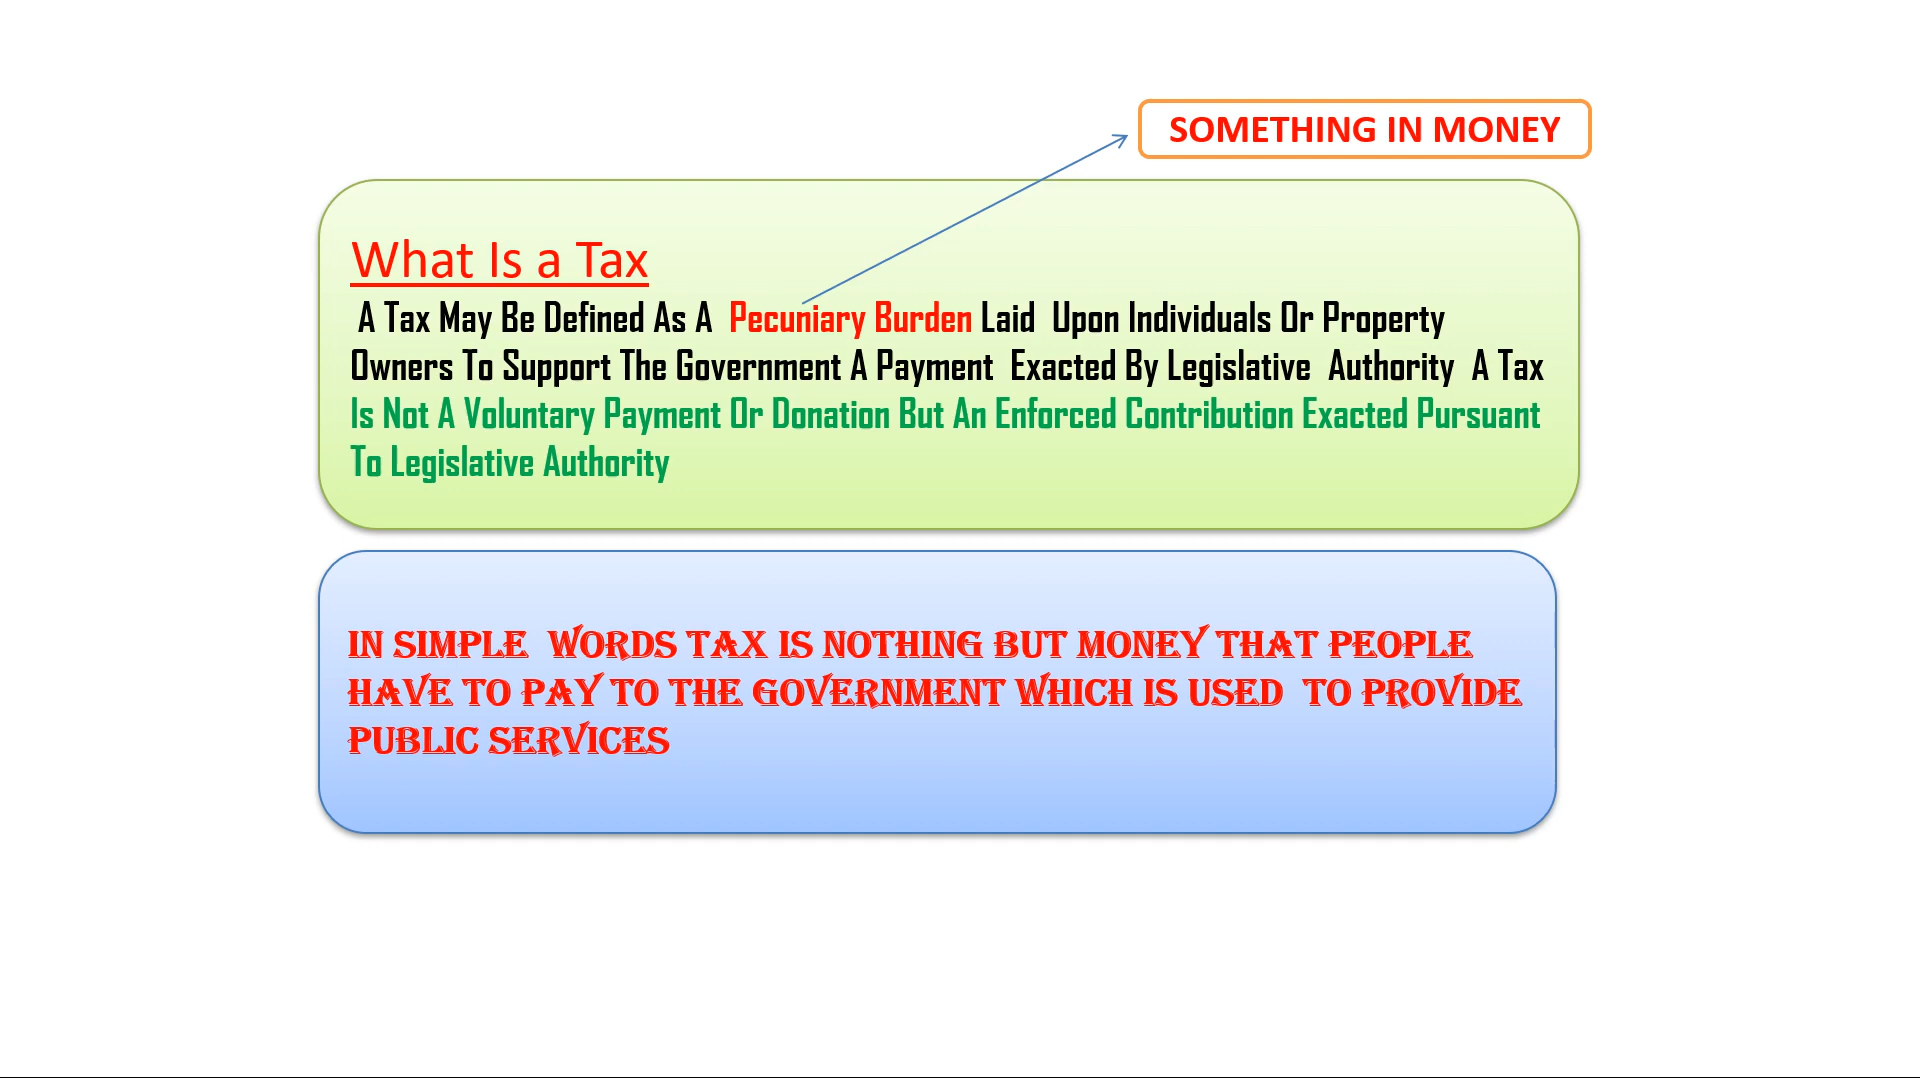 SOMETHING IN MONEY
What Is a Tax
A Tax May Be Defined As A Pecuniary Burden Laid Upon Individuals Or Property
Owners To Support The Government A Payment Exacted By Legislative Authority A Tax
Is Not A Voluntary Payment Or Donation But An Enforced Contribution Exacted Pursuant
To Legislative Authority
IN SIMPLE WORDS TAX IS NOTHING BUT MONEY THAT PEOPLE
HAVE TO PAY TO THE GOVERNMENT WHICH IS USED TO PROVIDE
PUBLIC SERVICES